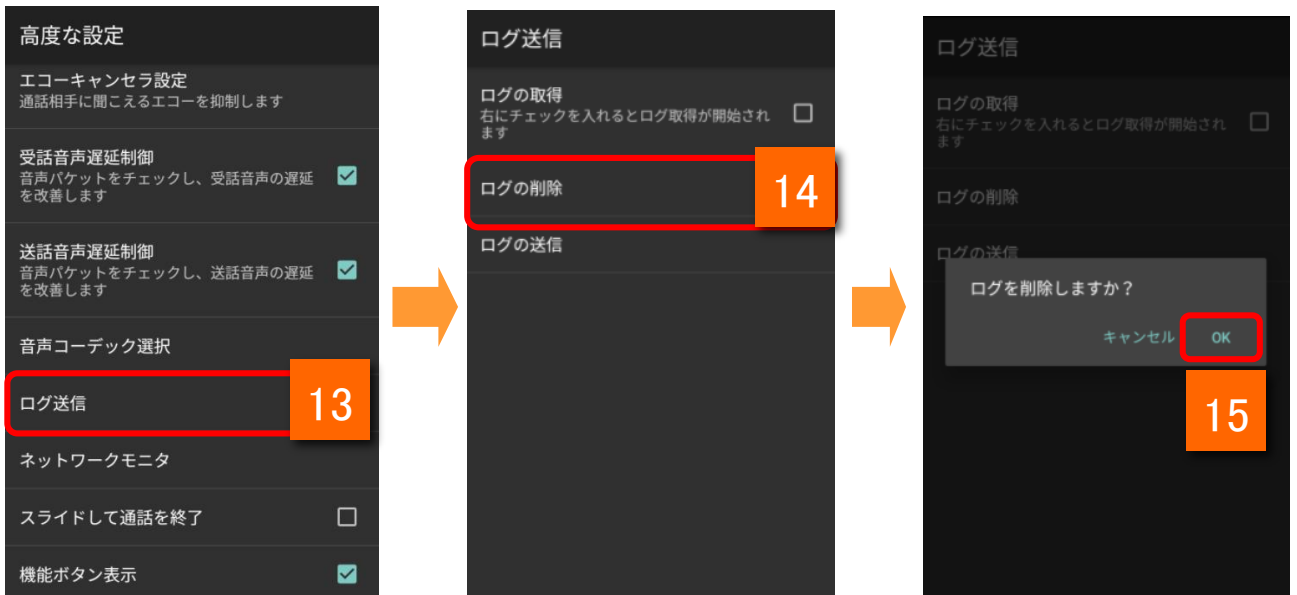 高度な設定
エコーキャンセラ設定
通話相手に聞こえるエコーを抑制します
受話音声遅延制御
音声パケットをチェックし、受話音声の遅延
を改善します
送話音声遅延制御
音声パケットをチェックし、送話音声の遅延
を改善します
音声コーデック選択
ログ送信
13
ネットワークモニタ
スライドして通話を終了
機能ボタン表示
ログ送信
ログの取得
右にチェックを入れるとログ取得が開始され
ます
ログの削除
14
ログの送信
ログ送信
ログの取得
右にチェックを入れるとログ取得が開始され
ます
ログの削除
ログの送信
ログを削除しますか？
キャンセル
OK
15